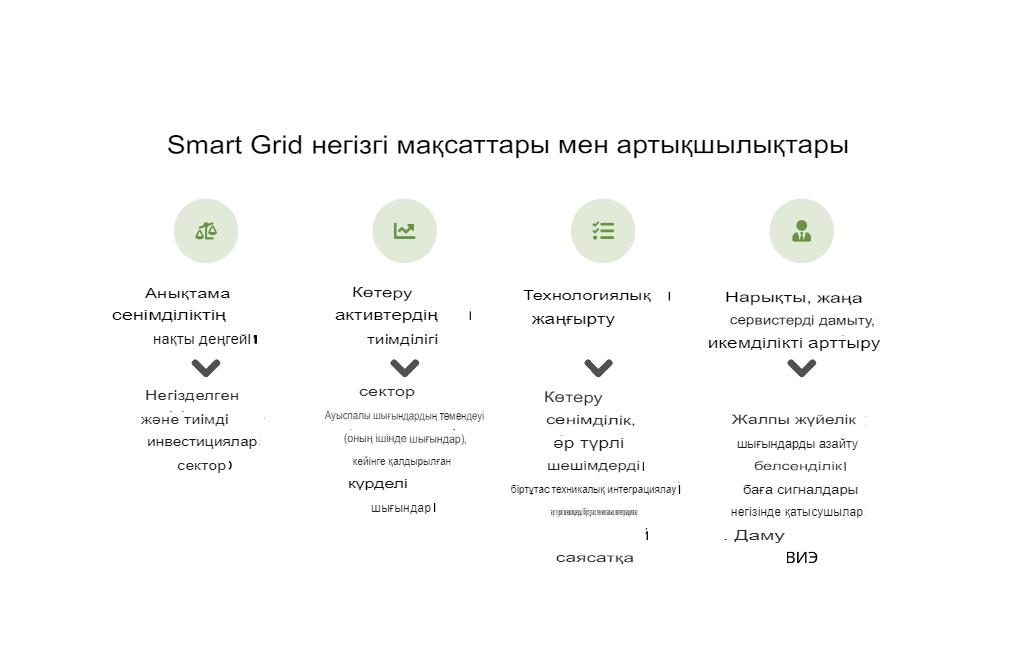 Smart Grid негізгі мақсаттары мен артықшылықтары
Анықтама
сенімділіктің
нақты деңгейі
Негізделген
және тиімді
инвестициялар
сектор)
Көтеру
активтердің
тиімділігі
сектор
Ауыспалы шығындардың төмендеуі
(оның ішінде шығындар),
кейінге қалдырылған
күрделі
шығындар
Технологиялық
жаңғырту
Көтеру
сенімділік,
әр түрлі
шешімдерді
біртұтас техникалық интеграциялау
й
саясатқа
Нарықты, жаңа
сервистерді дамыту,
икемділікті арттыру
Жалпы жүйелік
шығындарды азайту
белсенділік
баға сигналдары
негізінде қатысушылар
. Даму
ВИЭ